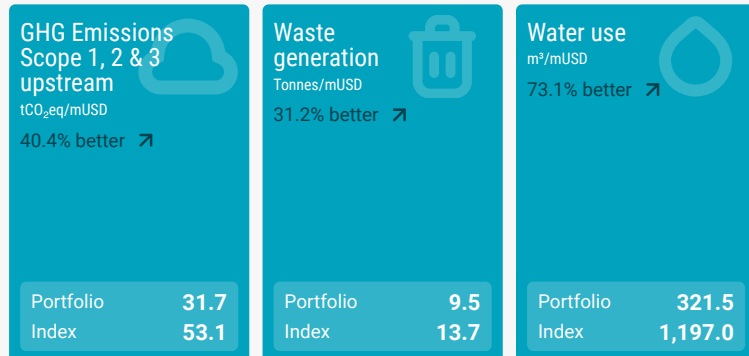 GHG Emissions
Scope 1, 2 & 3
upstream
tCO₂eq/mUSD
40.4% better
Portfolio 31.7
Index 53.1
Waste
generation
Tonnes/mUSD
31.2% better
Portfolio 9.5
Index 13.7
Water use
m³/mUSD
73.1% better
Portfolio 321.5
Index 1,197.0